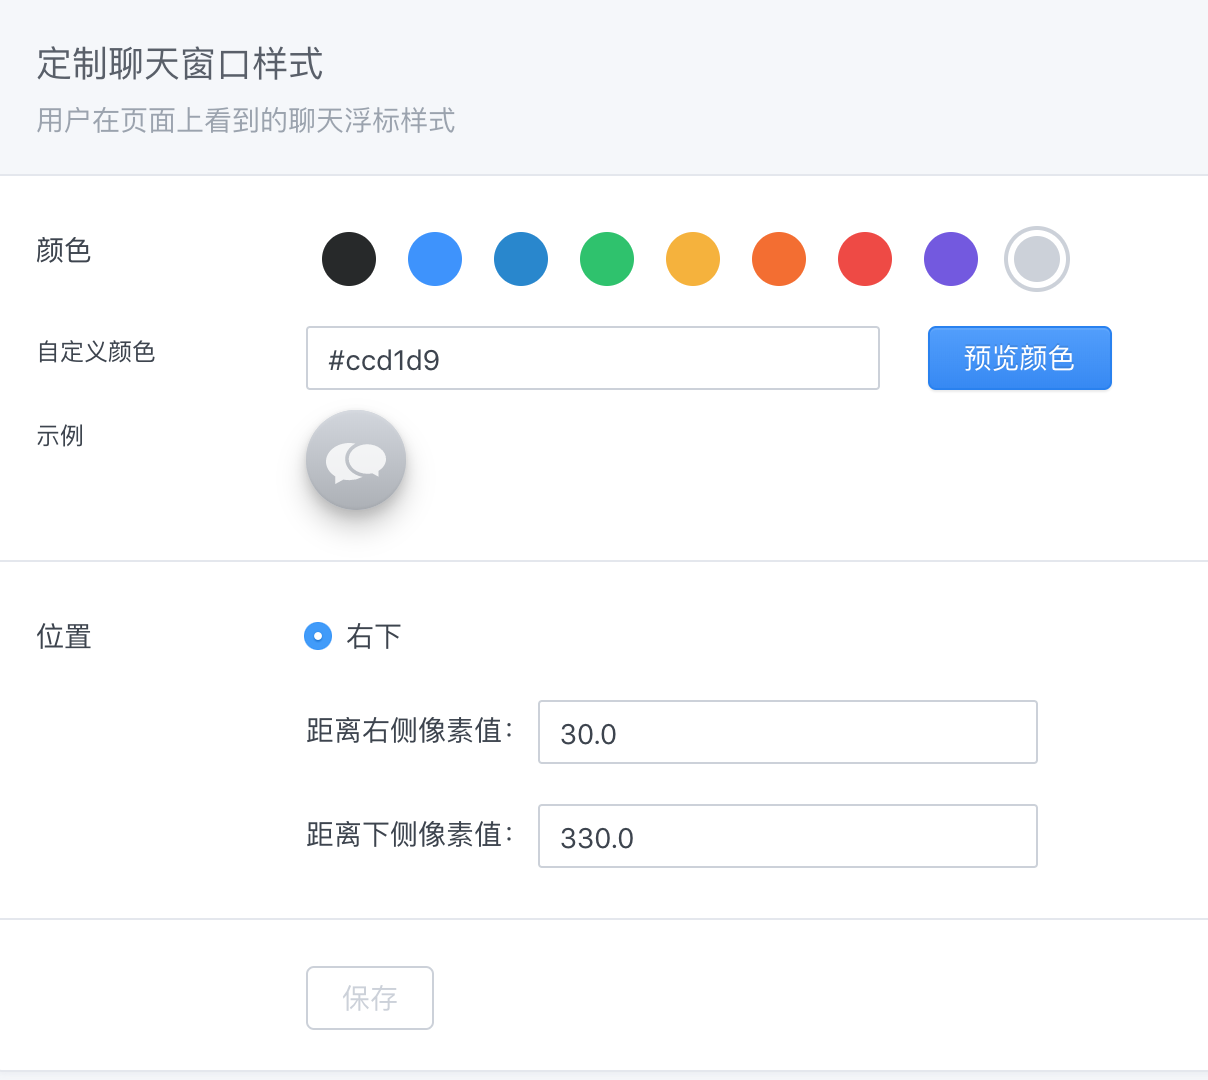 定制聊天窗口样式
用户在页面上看到的聊天浮标样式
颜色
自定义颜色
#ccd1d9
预览颜色
示例
位置
右下
距离右侧像素值：
30.0
距离下侧像素值：
330.0
保存